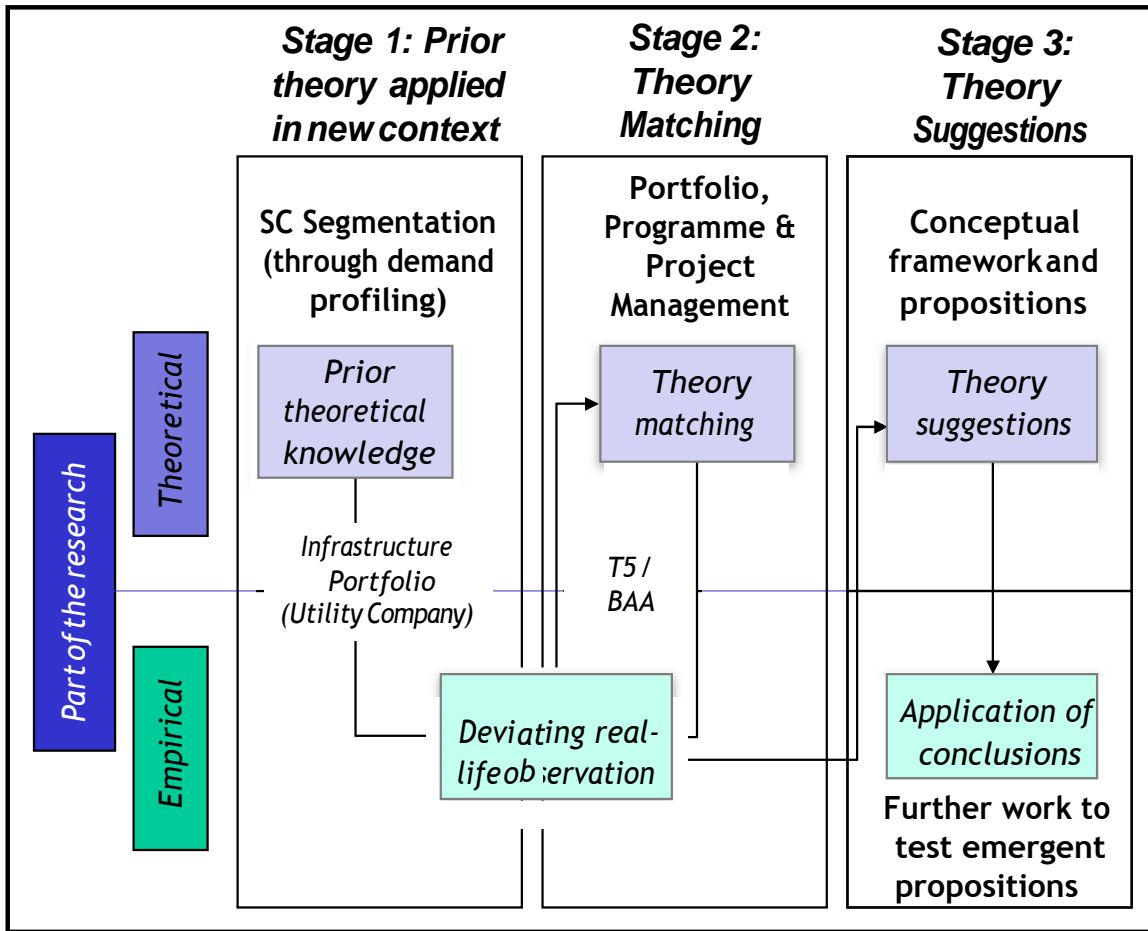 Stage 1: Prior
theory applied
in new context
Stage 2:
Theory
Matching
Stage 3:
Theory
Suggestions
SC Segmentation
(through demand
profiling)
Portfolio,
Programme &
Project
Management
Conceptual
framework and
propositions
Part of the research
Theoretical
Empirical
Prior
theoretical
knowledge
Theory
matching
Theory
suggestions
Infrastructure
Portfolio
(Utility Company)
T5 /
BAA
Deviating real-
life observation
Application of
conclusions
Further work to
test emergent
propositions